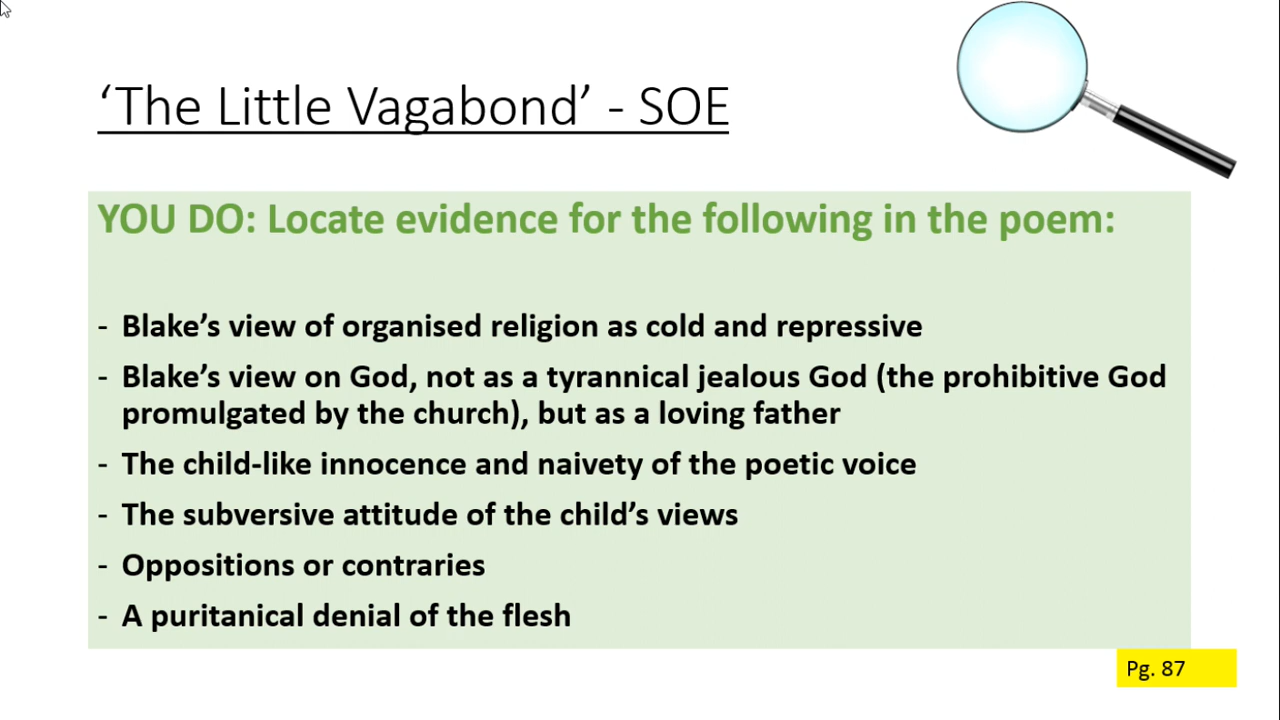 ‘The Little Vagabond’ - SOE
YOU DO: Locate evidence for the following in the poem:
- Blake’s view of organised religion as cold and repressive
- Blake’s view on God, not as a tyrannical jealous God (the prohibitive God
promulgated by the church), but as a loving father
- The child-like innocence and naivety of the poetic voice
- The subversive attitude of the child’s views
- Oppositions or contraries
- A puritanical denial of the flesh
Pg. 87